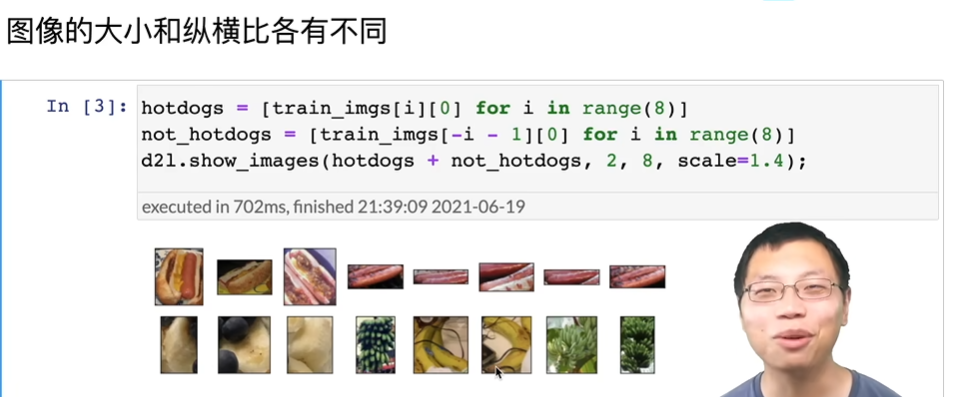 图像的大小和纵横比各有不同
In [3]: hotdogs = [train_imgs[i][0] for i in range(8)]
not_hotdogs = [train_imgs[-i - 1][0] for i in range(8)]
d2l.show_images(hotdogs + not_hotdogs, 2, 8, scale=1.4);
executed in 702ms, finished 21:39:09 2021-06-19